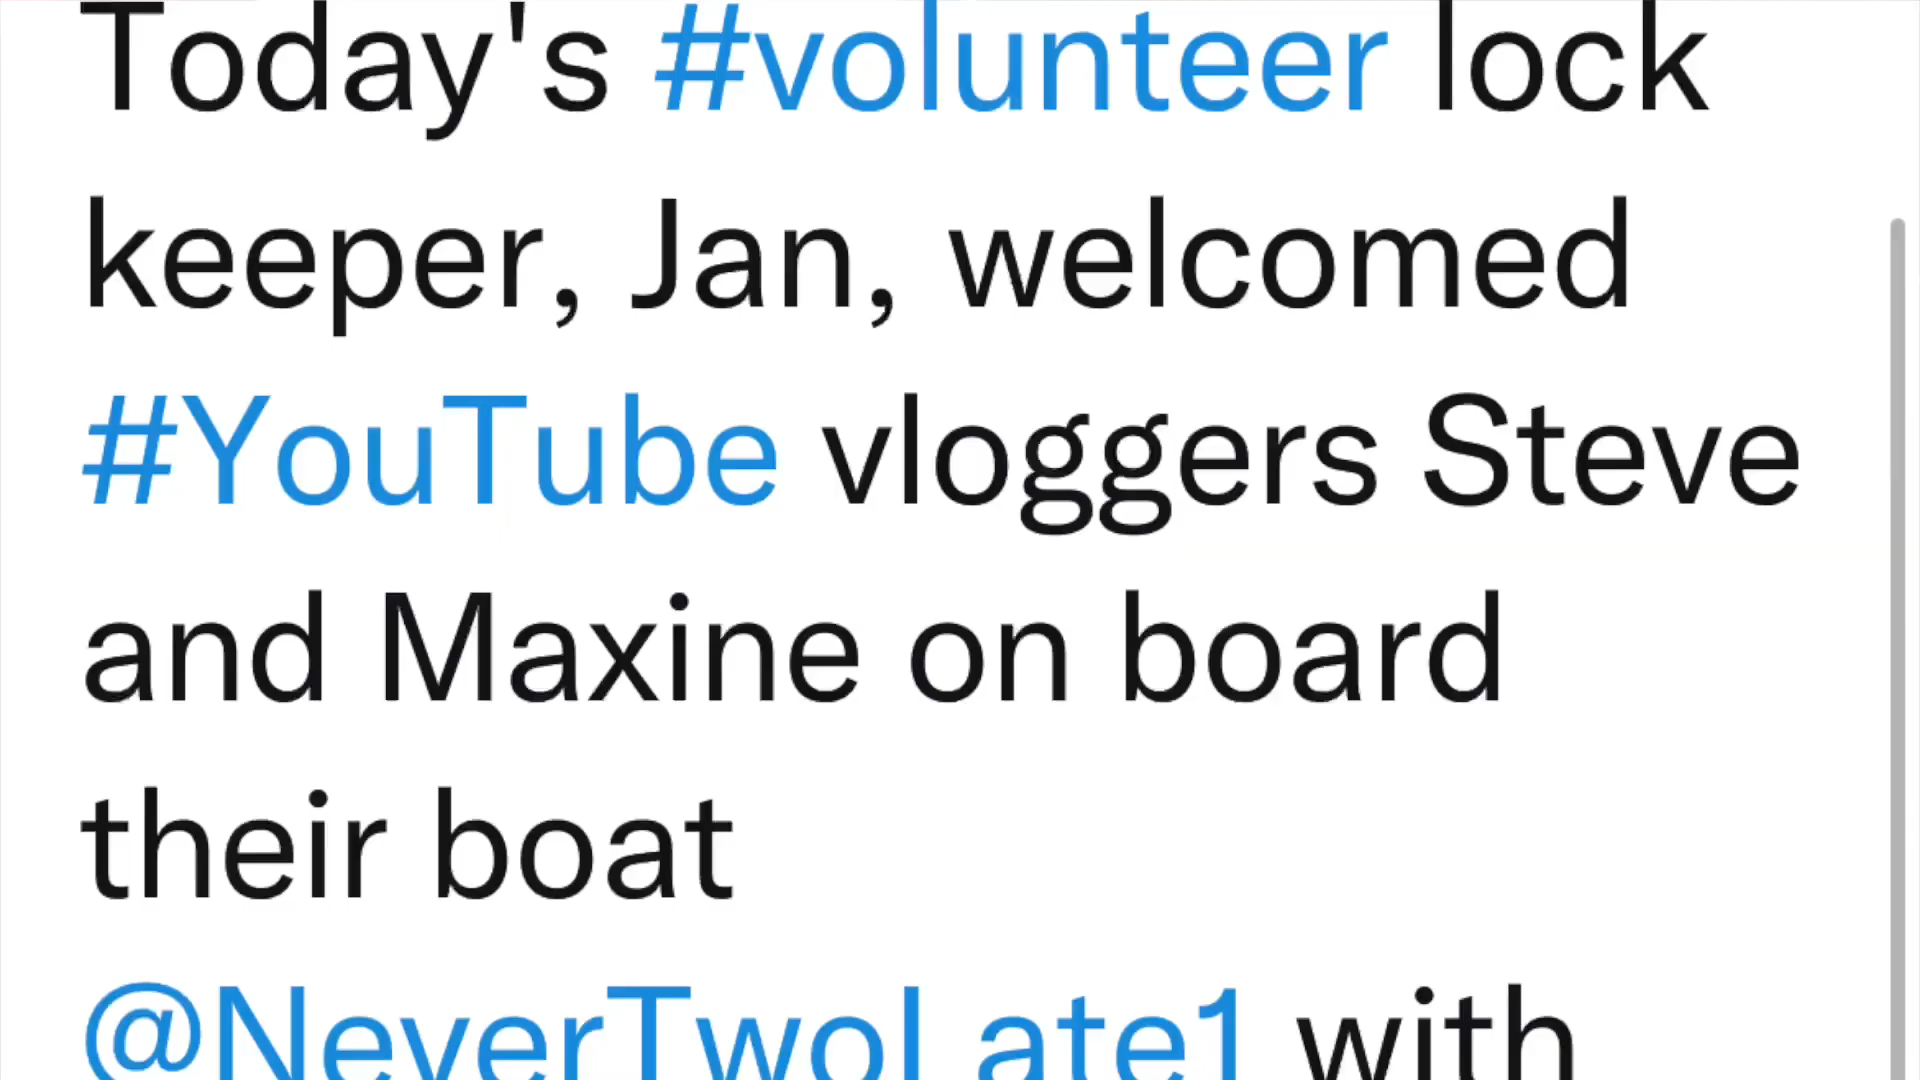 Today's #volunteer lock
keeper, Jan, welcomed
#YouTube vloggers Steve
and Maxine on board
their boat
@NeverTwoLate1 with